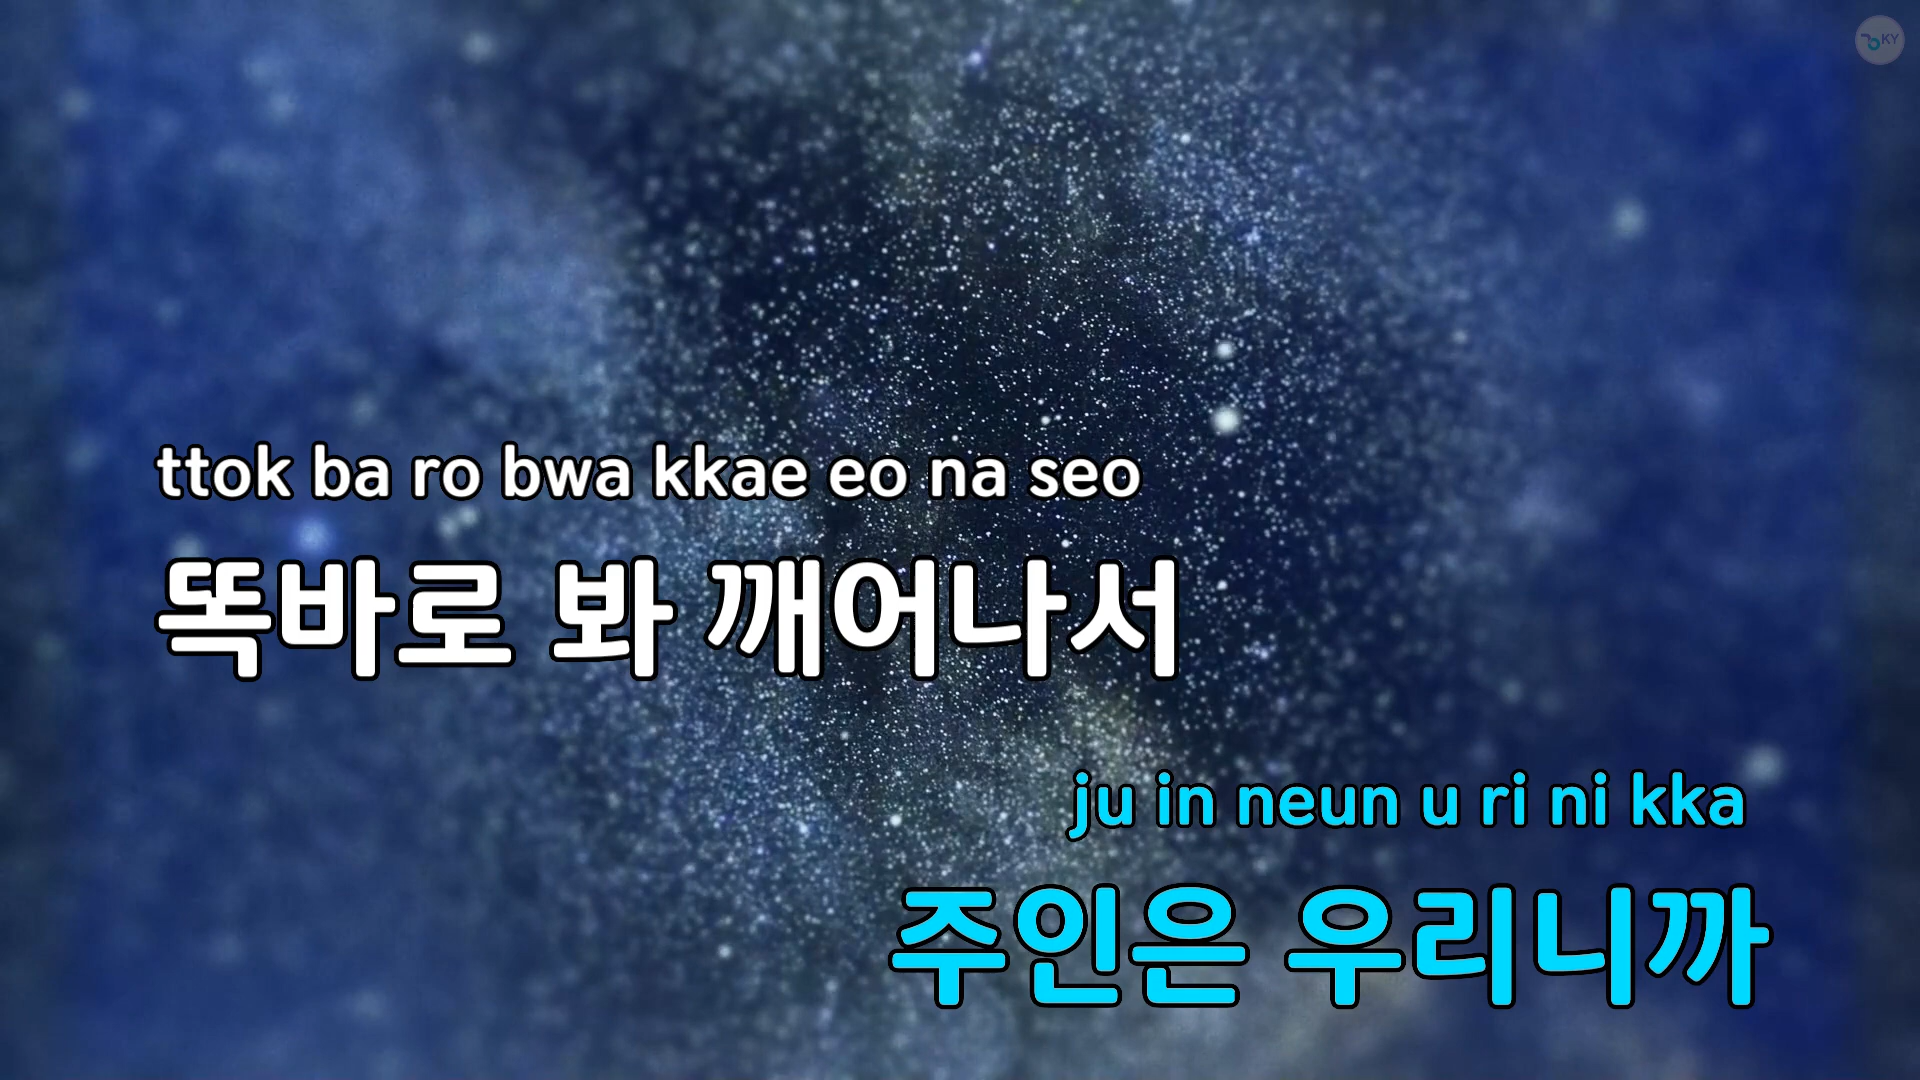 KY
ttok ba ro bwa kkae eo na seo
똑바로 봐 깨어나서
ju in neun u ri ni kka
주인은 우리니까